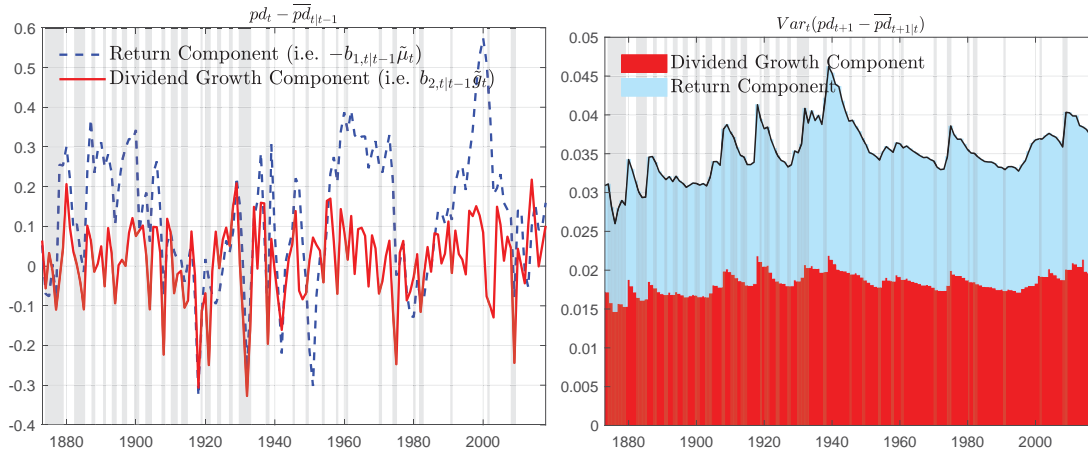 pd_t − \overline{pd}_{t|t−1}
Return Component (i.e. −b_{1,t|t−1}μ̃_t)
Dividend Growth Component (i.e. b_{2,t|t−1}g̃_t)
0.6
0.5
0.4
0.3
0.2
0.1
0
-0.1
-0.2
-0.3
-0.4
1880 1900 1920 1940 1960 1980 2000
Var_t(pd_{t+1} − \overline{pd}_{t+1|t})
Dividend Growth Component
Return Component
0.05
0.045
0.04
0.035
0.03
0.025
0.02
0.015
0.01
0.005
0
1880 1900 1920 1940 1960 1980 2000